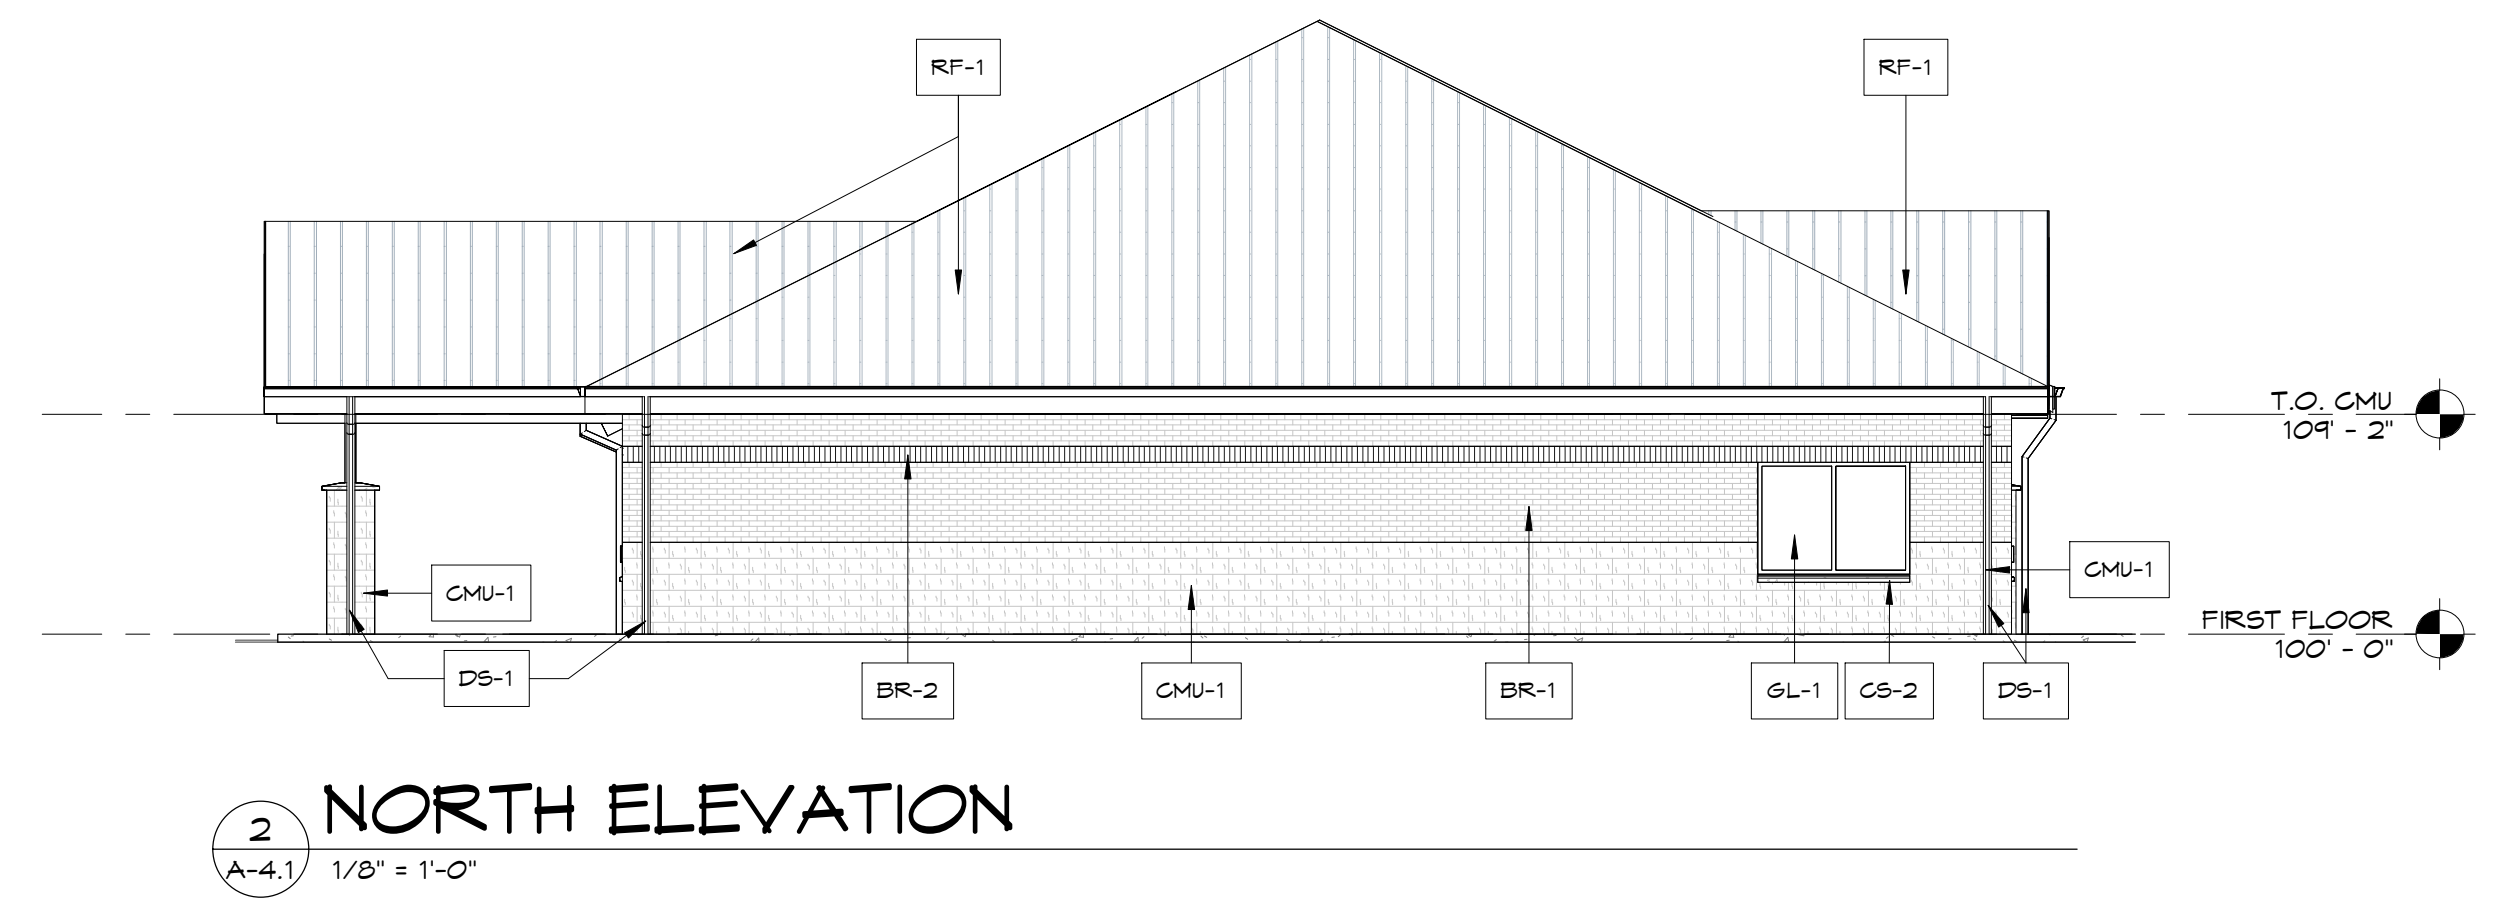 RF-1
RF-1
T.O. CMU
109' - 2"
CMU-1
CMU-1
FIRST FLOOR
100' - 0"
DS-1
BR-2
CMU-1
BR-1
GL-1
CS-2
DS-1
NORTH ELEVATION
2
A-4.1
1/8" = 1'-0"